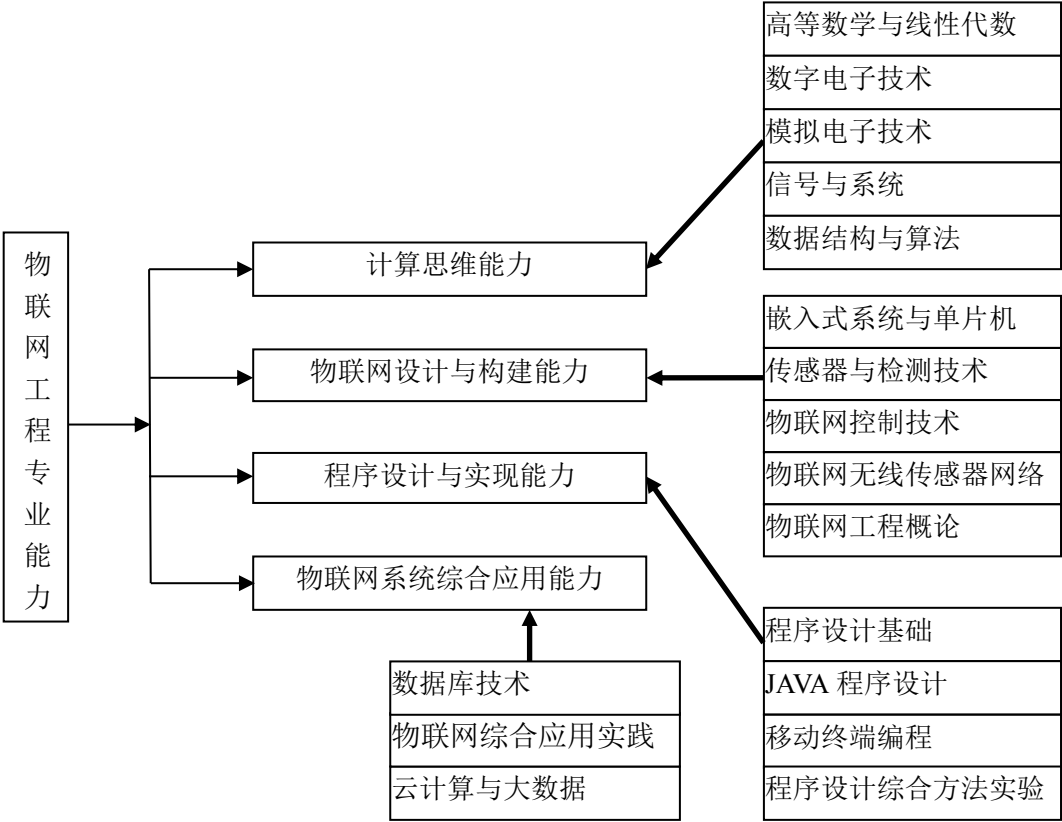 物联网工程专业能力
计算思维能力
物联网设计与构建能力
程序设计与实现能力
物联网系统综合应用能力
高等数学与线性代数
数字电子技术
模拟电子技术
信号与系统
数据结构与算法
嵌入式系统与单片机
传感器与检测技术
物联网控制技术
物联网无线传感器网络
物联网工程概论
程序设计基础
JAVA 程序设计
移动终端编程
程序设计综合方法实验
数据库技术
物联网综合应用实践
云计算与大数据